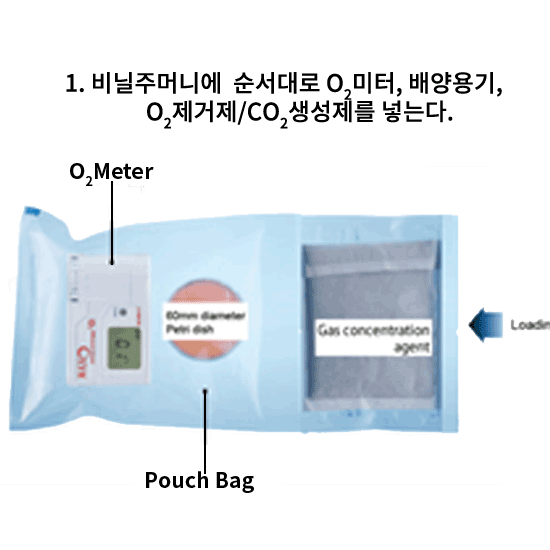 1. 비닐주머니에 순서대로 O2미터, 배양용기,
O2제거제/CO2생성제를 넣는다.
O2Meter
60mm diameter
Petri dish
Gas concentration
agent
Loadin
Pouch Bag